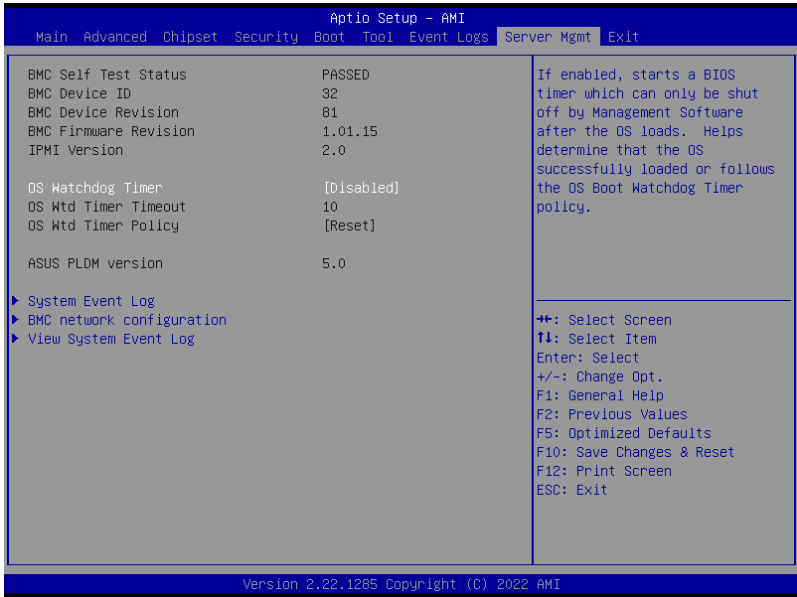 Aptio Setup – AMI
Main Advanced Chipset Security Boot Tool Event Logs Server Mgmt Exit
BMC Self Test Status PASSED
BMC Device ID 32
BMC Device Revision 81
BMC Firmware Revision 1.01.15
IPMI Version 2.0
OS Watchdog Timer [Disabled]
OS Wtd Timer Timeout 10
OS Wtd Timer Policy [Reset]
ASUS PLDM version 5.0
System Event Log
BMC network configuration
View System Event Log
If enabled, starts a BIOS
timer which can only be shut
off by Management Software
after the OS loads. Helps
determine that the OS
successfully loaded or follows
the OS Boot Watchdog Timer
policy.
→←: Select Screen
↑↓: Select Item
Enter: Select
+/-: Change Opt.
F1: General Help
F2: Previous Values
F5: Optimized Defaults
F10: Save Changes & Reset
F12: Print Screen
ESC: Exit
Version 2.22.1285 Copyright (C) 2022 AMI